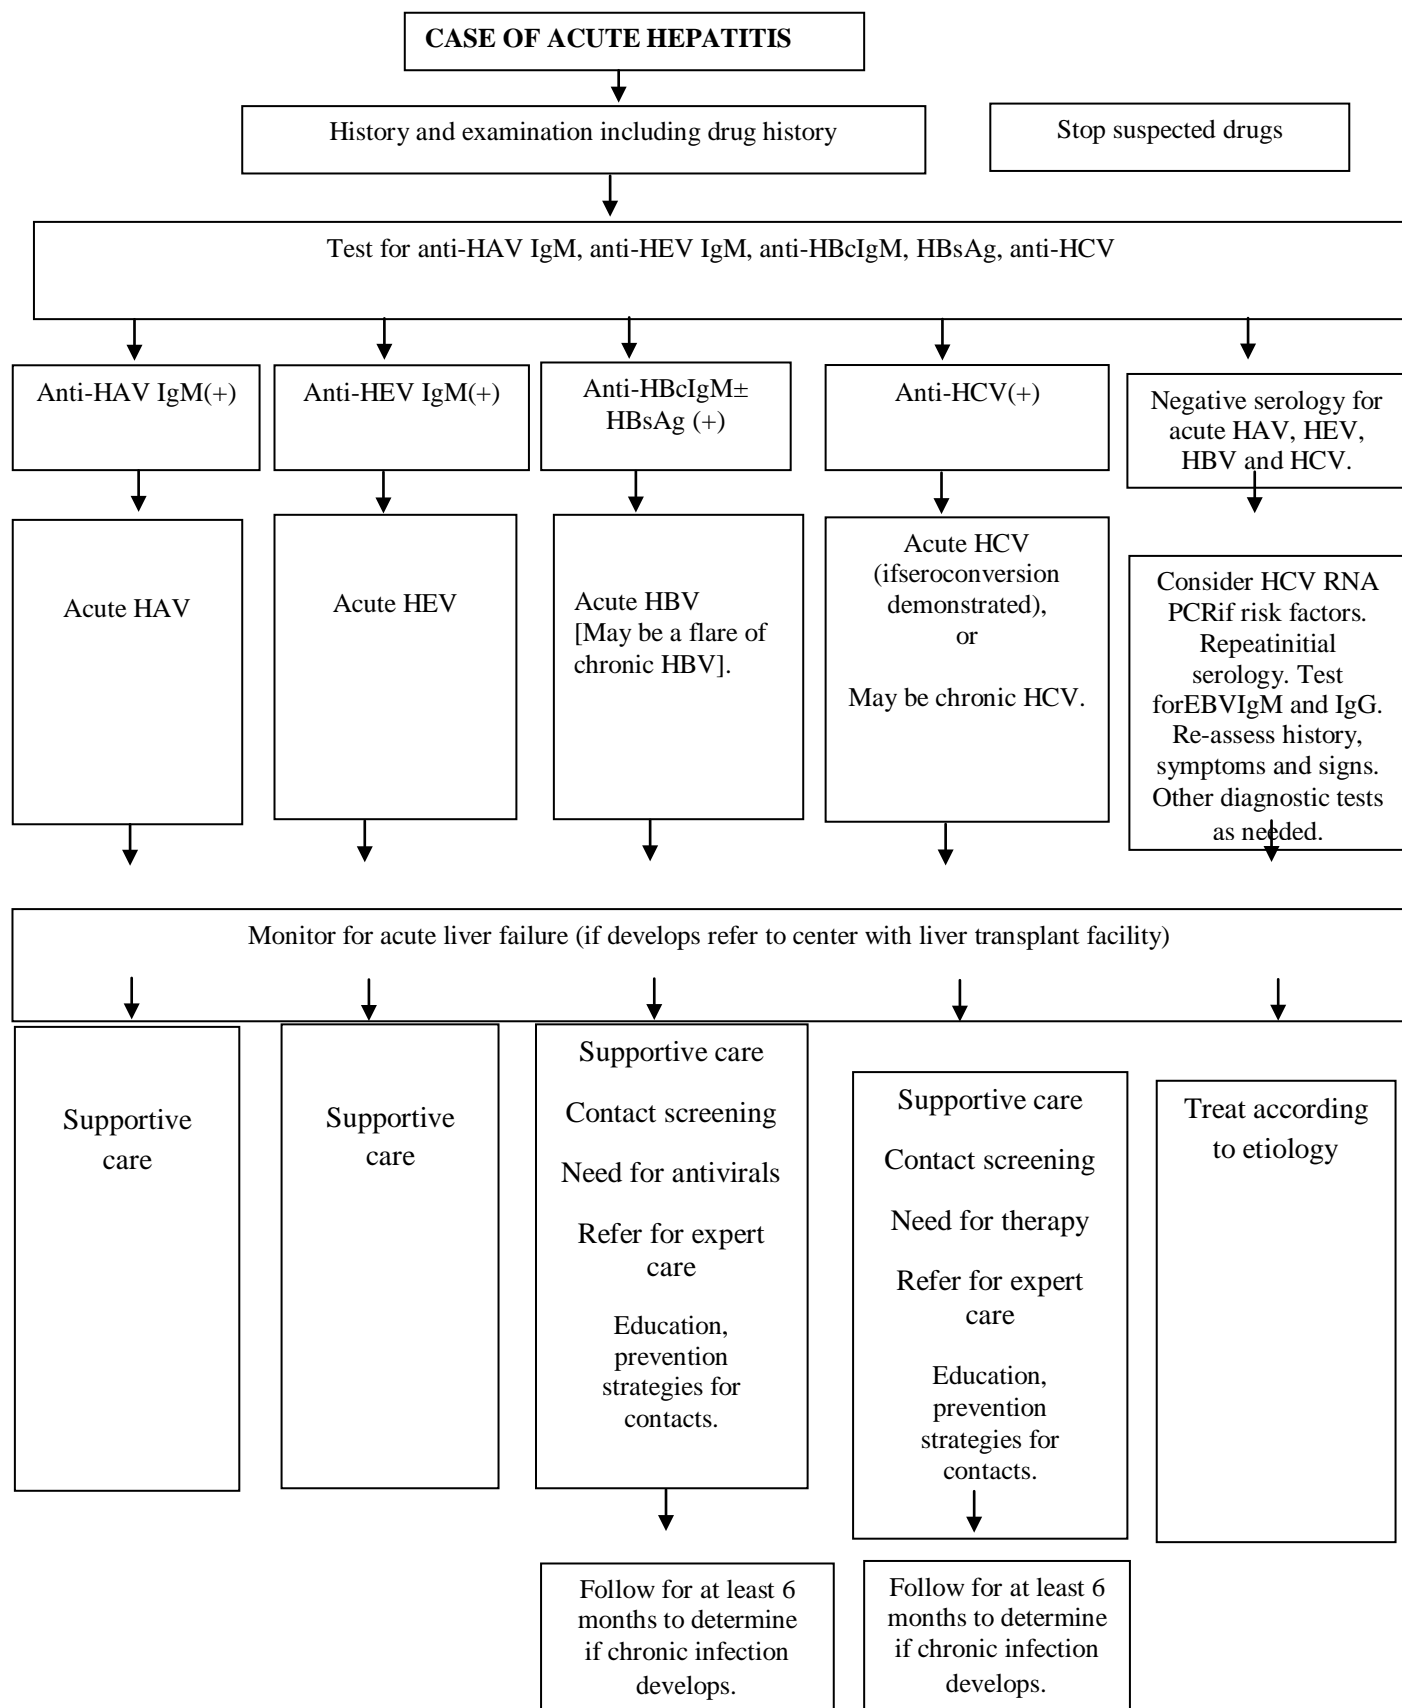 CASE OF ACUTE HEPATITIS
History and examination including drug history
Stop suspected drugs
Test for anti-HAV IgM, anti-HEV IgM, anti-HBcIgM, HBsAg, anti-HCV
Anti-HAV IgM(+)
Anti-HEV IgM(+)
Anti-HBcIgM±
HBsAg (+)
Anti-HCV(+)
Negative serology for
acute HAV, HEV,
HBV and HCV.
Acute HAV
Acute HEV
Acute HBV
[May be a flare of
chronic HBV].
Acute HCV
(ifseroconversion
demonstrated),
or
May be chronic HCV.
Consider HCV RNA
PCRif risk factors.
Repeatinitial
serology. Test
forEBVIgM and IgG.
Re-assess history,
symptoms and signs.
Other diagnostic tests
as needed.
Monitor for acute liver failure (if develops refer to center with liver transplant facility)
Supportive
care
Supportive
care
Supportive care
Contact screening
Need for antivirals
Refer for expert
care
Education,
prevention
strategies for
contacts.
Supportive care
Contact screening
Need for therapy
Refer for expert
care
Education,
prevention
strategies for
contacts.
Treat according
to etiology
Follow for at least 6
months to determine
if chronic infection
develops.
Follow for at least 6
months to determine
if chronic infection
develops.